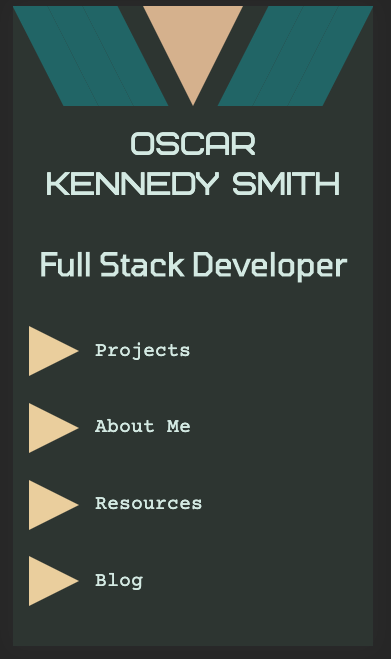 OSCAR
KENNEDY SMITH
Full Stack Developer
Projects
About Me
Resources
Blog